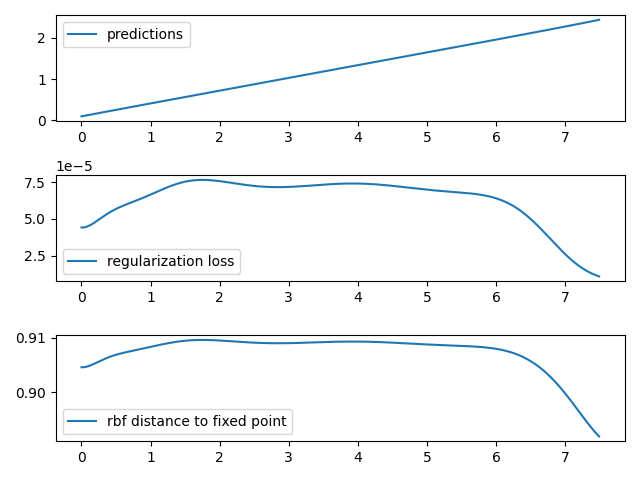 2
1
0
predictions
0 1 2 3 4 5 6 7
1e−5
7.5
5.0
2.5
regularization loss
0 1 2 3 4 5 6 7
0.91
0.90
rbf distance to fixed point
0 1 2 3 4 5 6 7